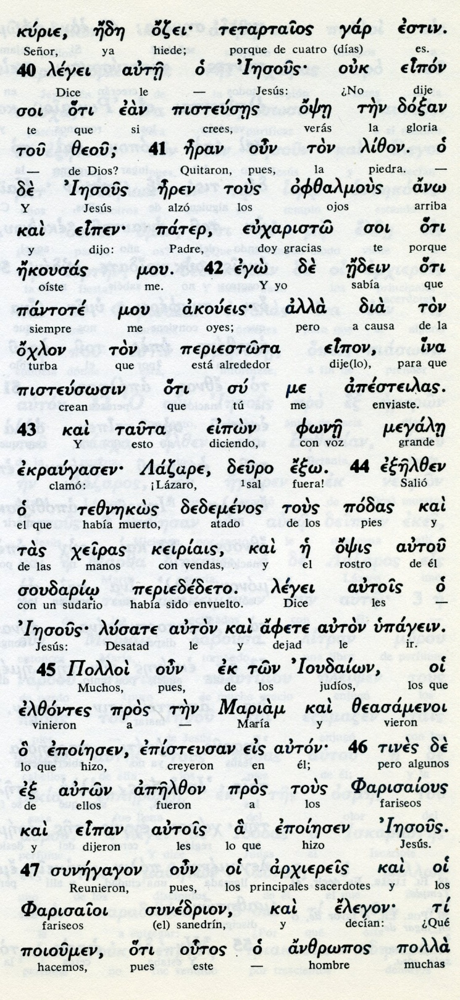 κύριε, ἤδη ὄζει· τεταρταῖος γάρ ἐστιν.
Señor, ya hiede; porque de cuatro (días) es.
40 λέγει αὐτῇ ὁ Ἰησοῦς· οὐκ εἶπόν
Dice le — Jesús: ¿No dije
σοι ὅτι ἐὰν πιστεύσῃς ὄψῃ τὴν δόξαν
te que si crees, verás la gloria
τοῦ θεοῦ; 41 ἦραν οὖν τὸν λίθον. ὁ
— de Dios? Quitaron, pues, la piedra. —
δὲ Ἰησοῦς ἦρεν τοὺς ὀφθαλμοὺς ἄνω
Y Jesús alzó los ojos arriba
καὶ εἶπεν· πάτερ, εὐχαριστῶ σοι ὅτι
y dijo: Padre, doy gracias te porque
ἤκουσάς μου. 42 ἐγὼ δὲ ᾔδειν ὅτι
oíste me. Y yo sabía que
πάντοτέ μου ἀκούεις· ἀλλὰ διὰ τὸν
siempre me oyes; pero a causa de la
ὄχλον τὸν περιεστῶτα εἶπον, ἵνα
turba que está alrededor dije(lo), para que
πιστεύσωσιν ὅτι σύ με ἀπέστειλας.
crean que tú me enviaste.
43 καὶ ταῦτα εἰπὼν φωνῇ μεγάλῃ
Y esto diciendo, con voz grande
ἐκραύγασεν· Λάζαρε, δεῦρο ἔξω. 44 ἐξῆλθεν
clamó: ¡Lázaro, sal fuera! Salió
ὁ τεθνηκὼς δεδεμένος τοὺς πόδας καὶ
el que había muerto, atado de los pies y
τὰς χεῖρας κειρίαις, καὶ ἡ ὄψις αὐτοῦ
de las manos con vendas, y el rostro de él
σουδαρίῳ περιεδέδετο. λέγει αὐτοῖς ὁ
con un sudario había sido envuelto. Dice les —
Ἰησοῦς· λύσατε αὐτὸν καὶ ἄφετε αὐτὸν ὑπάγειν.
Jesús: Desatad le y dejad le ir.
45 Πολλοὶ οὖν ἐκ τῶν Ἰουδαίων, οἱ
Muchos, pues, de los judíos, los que
ἐλθόντες πρὸς τὴν Μαριὰμ καὶ θεασάμενοι
vinieron a — María y vieron
ὃ ἐποίησεν, ἐπίστευσαν εἰς αὐτόν· 46 τινὲς δὲ
lo que hizo, creyeron en él; pero algunos
ἐξ αὐτῶν ἀπῆλθον πρὸς τοὺς Φαρισαίους
de ellos fueron a los fariseos
καὶ εἶπαν αὐτοῖς ἃ ἐποίησεν Ἰησοῦς.
y dijeron les lo que hizo Jesús.
47 συνήγαγον οὖν οἱ ἀρχιερεῖς καὶ οἱ
Reunieron, pues, los principales sacerdotes y los
Φαρισαῖοι συνέδριον, καὶ ἔλεγον· τί
fariseos (el) sanedrín, y decían: ¿Qué
ποιοῦμεν, ὅτι οὗτος ὁ ἄνθρωπος πολλὰ
hacemos, pues este — hombre muchas